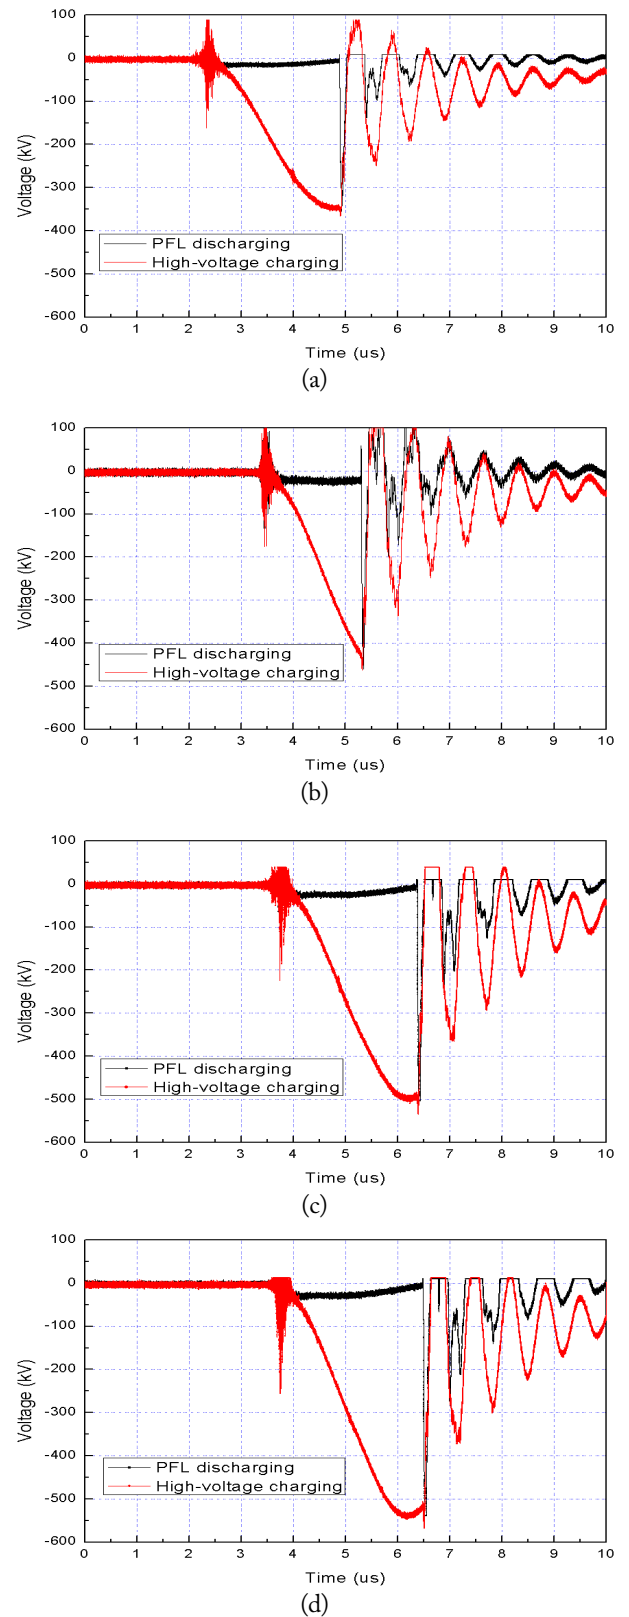 100
0
-100
-200
-300
-400
-500
-600
Voltage (kV)
PFL discharging
High-voltage charging
0 1 2 3 4 5 6 7 8 9 10
Time (us)
(a)
100
0
-100
-200
-300
-400
-500
-600
Voltage (kV)
PFL discharging
High-voltage charging
0 1 2 3 4 5 6 7 8 9 10
Time (us)
(b)
100
0
-100
-200
-300
-400
-500
-600
Voltage (kV)
PFL discharging
High-voltage charging
0 1 2 3 4 5 6 7 8 9 10
Time (us)
(c)
100
0
-100
-200
-300
-400
-500
-600
Voltage (kV)
PFL discharging
High-voltage charging
0 1 2 3 4 5 6 7 8 9 10
Time (us)
(d)